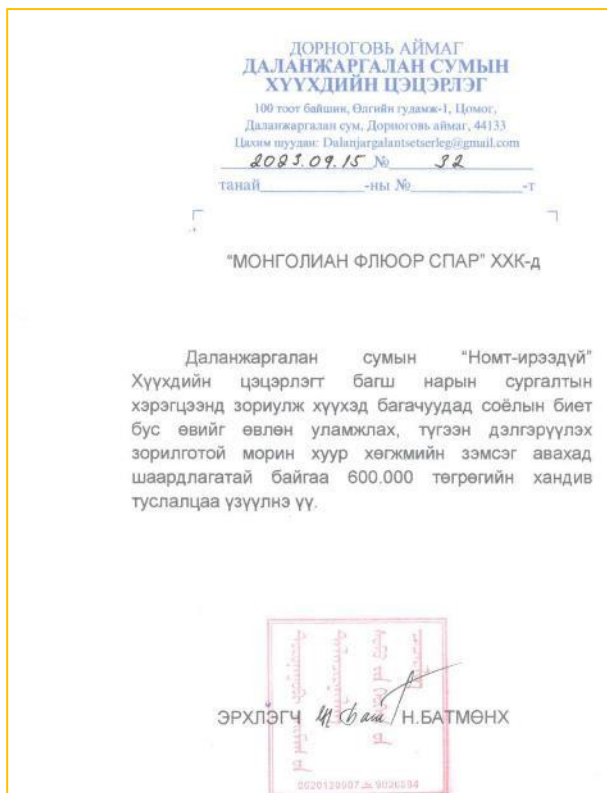 ДОРНОГОВЬ АЙМАГ
ДАЛАНЖАРГАЛАН СУМЫН
ХҮҮХДИЙН ЦЭЦЭРЛЭГ
100 тоот байшин, Өлгийн гудамж-1, Цомог,
Даланжаргалан сум, Дорноговь аймаг, 44133
Цахим шуудан: Dalanjargalantsetserleg@gmail.com
2023.09.15 № 32
танай -ны № -т
"МОНГОЛИАН ФЛЮОР СПАР" ХХК-д
Даланжаргалан сумын "Номт-ирээдүй"
Хүүхдийн цэцэрлэгт багш нарын сургалтын
хэрэгцээнд зориулж хүүхэд багачуудад соёлын биет
бус өвийг өвлөн уламжлах, түгээн дэлгэрүүлэх
зорилготой морин хуур хөгжмийн зэмсэг авахад
шаардлагатай байгаа 600.000 төгрөгийн хандив
туслалцаа үзүүлнэ үү.
ЭРХЛЭГЧ Н.БАТМӨНХ